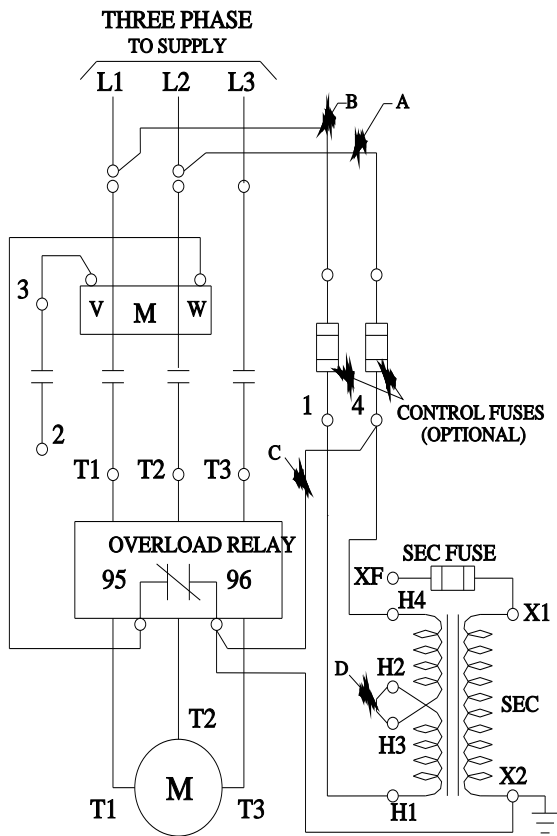 THREE PHASE
TO SUPPLY
L1 L2 L3
B A
3 V M W
2
1 4
CONTROL FUSES
(OPTIONAL)
C
T1 T2 T3
OVERLOAD RELAY
95 96
SEC FUSE
XF
H4 X1
D H2
SEC
H3
T2
X2
M
T1 T3 H1